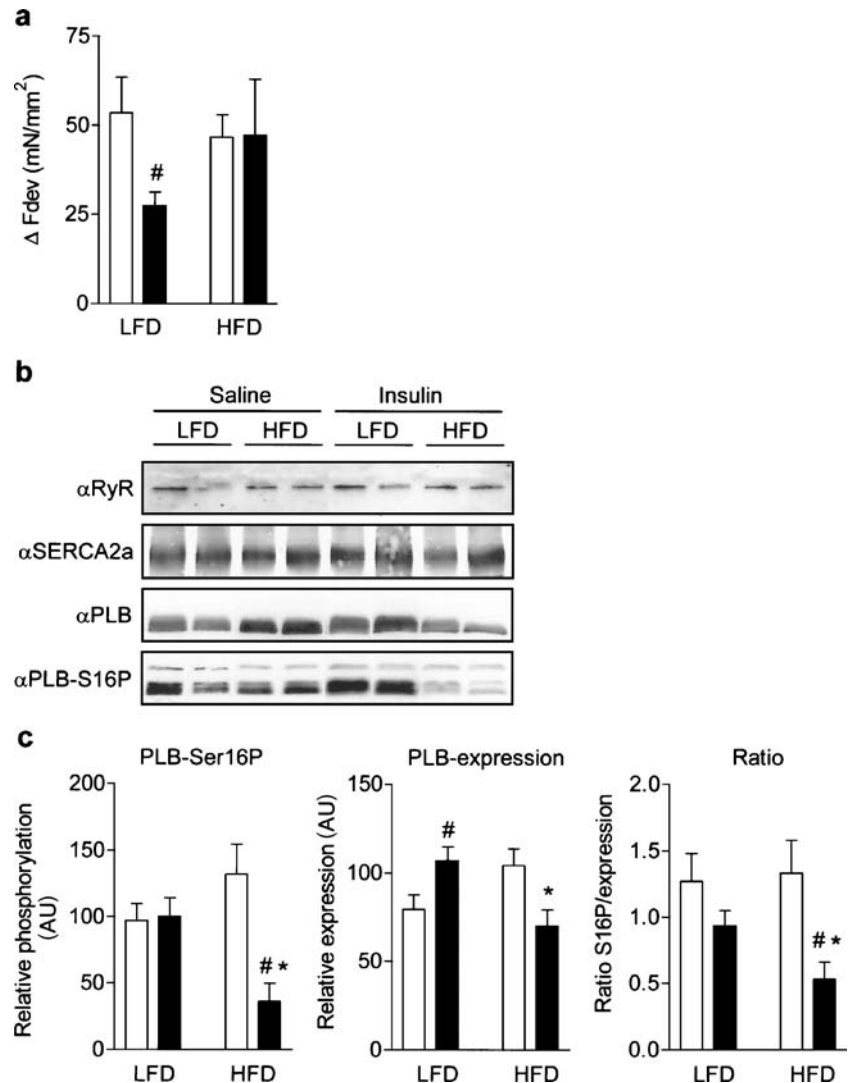 a
Δ Fdev (mN/mm²)
75
50
25
0
#
LFD HFD
b
Saline Insulin
LFD HFD LFD HFD
αRyR
αSERCA2a
αPLB
αPLB-S16P
c
PLB-Ser16P
Relative phosphorylation
(AU)
200
150
100
50
0
# *
LFD HFD
PLB-expression
Relative expression (AU)
150
100
50
0
#
*
LFD HFD
Ratio
Ratio S16P/expression
2.0
1.5
1.0
0.5
0.0
# *
LFD HFD